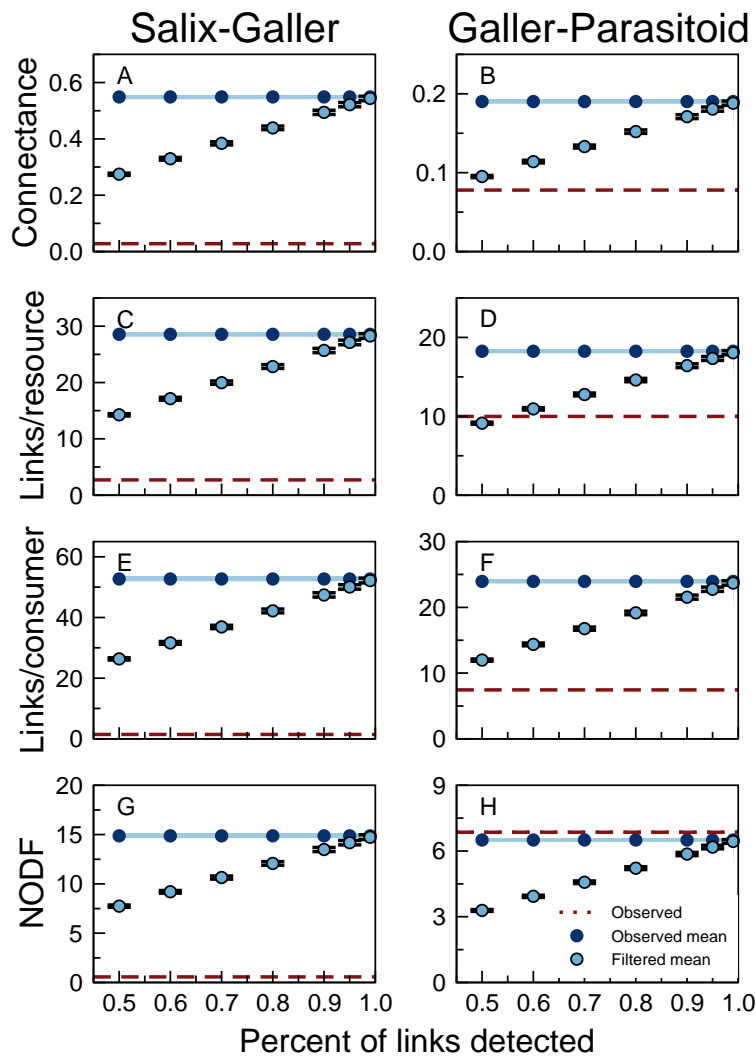 Salix-Galler
Galler-Parasitoid
Connectance
0.6
0.4
0.2
0.0
A
0.2
0.1
0.0
B
Links/resource
30
20
10
0
C
20
10
0
D
Links/consumer
60
40
20
0
E
30
20
10
0
F
NODF
20
15
10
5
0
G
9
6
3
0
H
Observed
Observed mean
Filtered mean
0.5 0.6 0.7 0.8 0.9 1.0
0.5 0.6 0.7 0.8 0.9 1.0
Percent of links detected